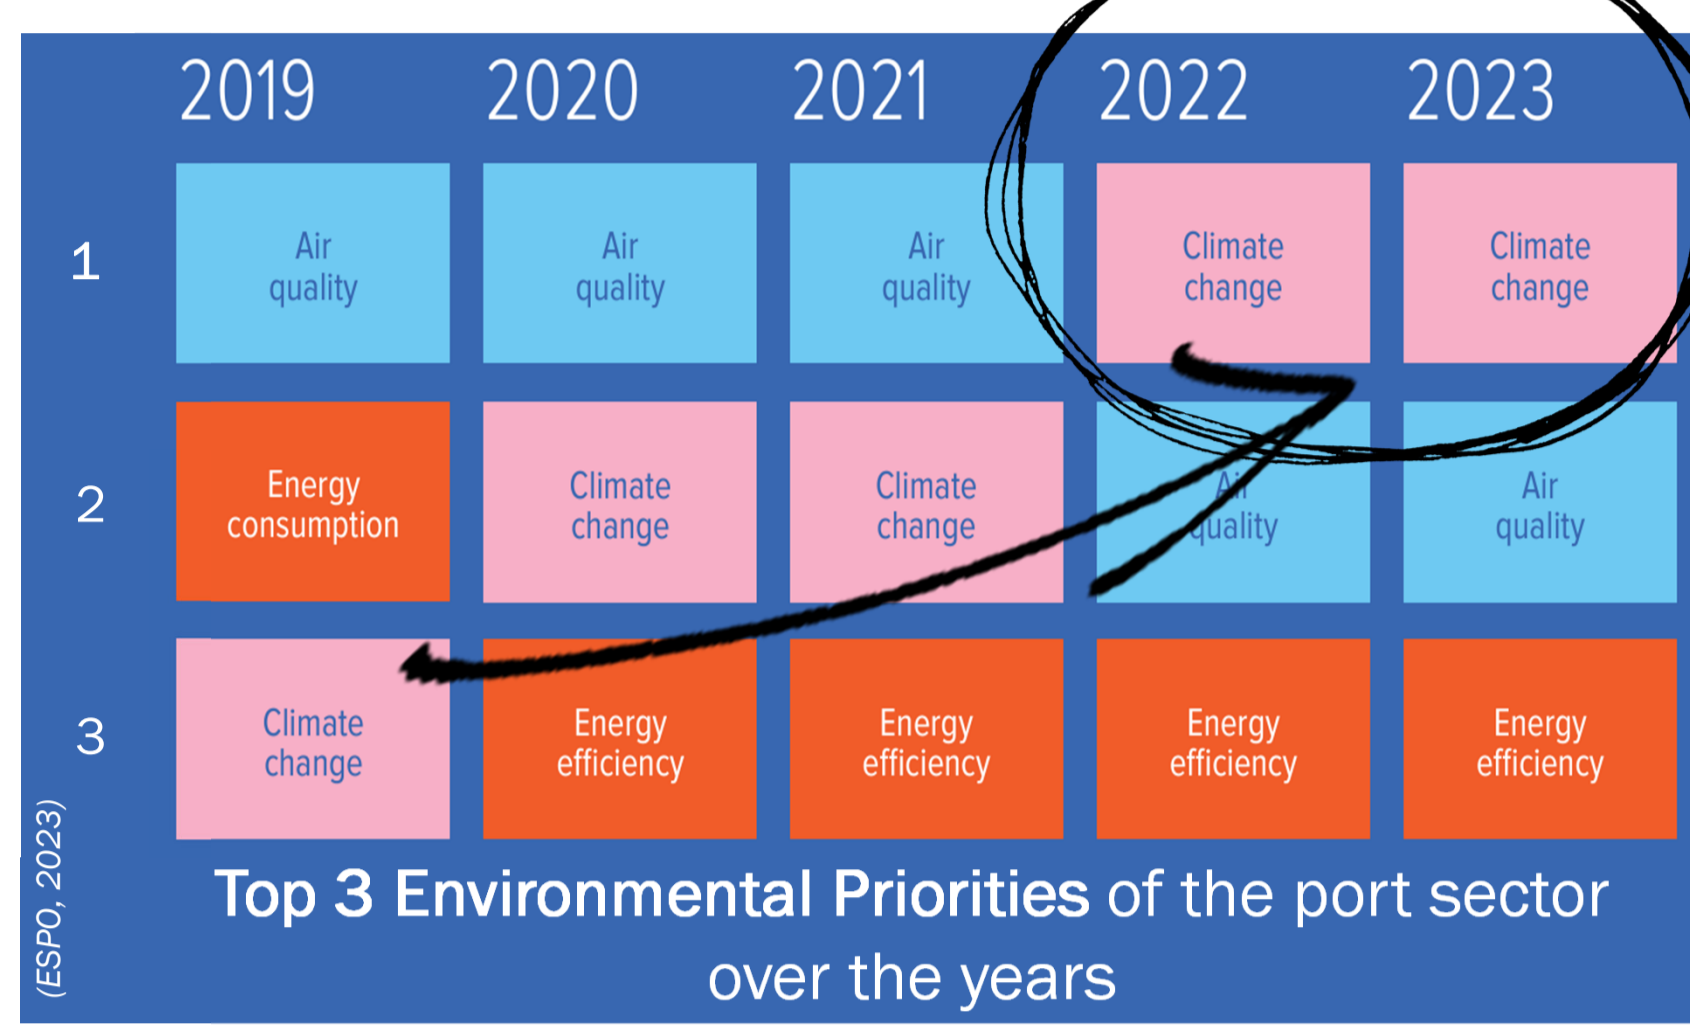 2019 2020 2021 2022 2023
1
Air
quality
Air
quality
Air
quality
Climate
change
Climate
change
2
Energy
consumption
Climate
change
Climate
change
Air
quality
Air
quality
3
Climate
change
Energy
efficiency
Energy
efficiency
Energy
efficiency
Energy
efficiency
(ESPO, 2023)
Top 3 Environmental Priorities of the port sector
over the years